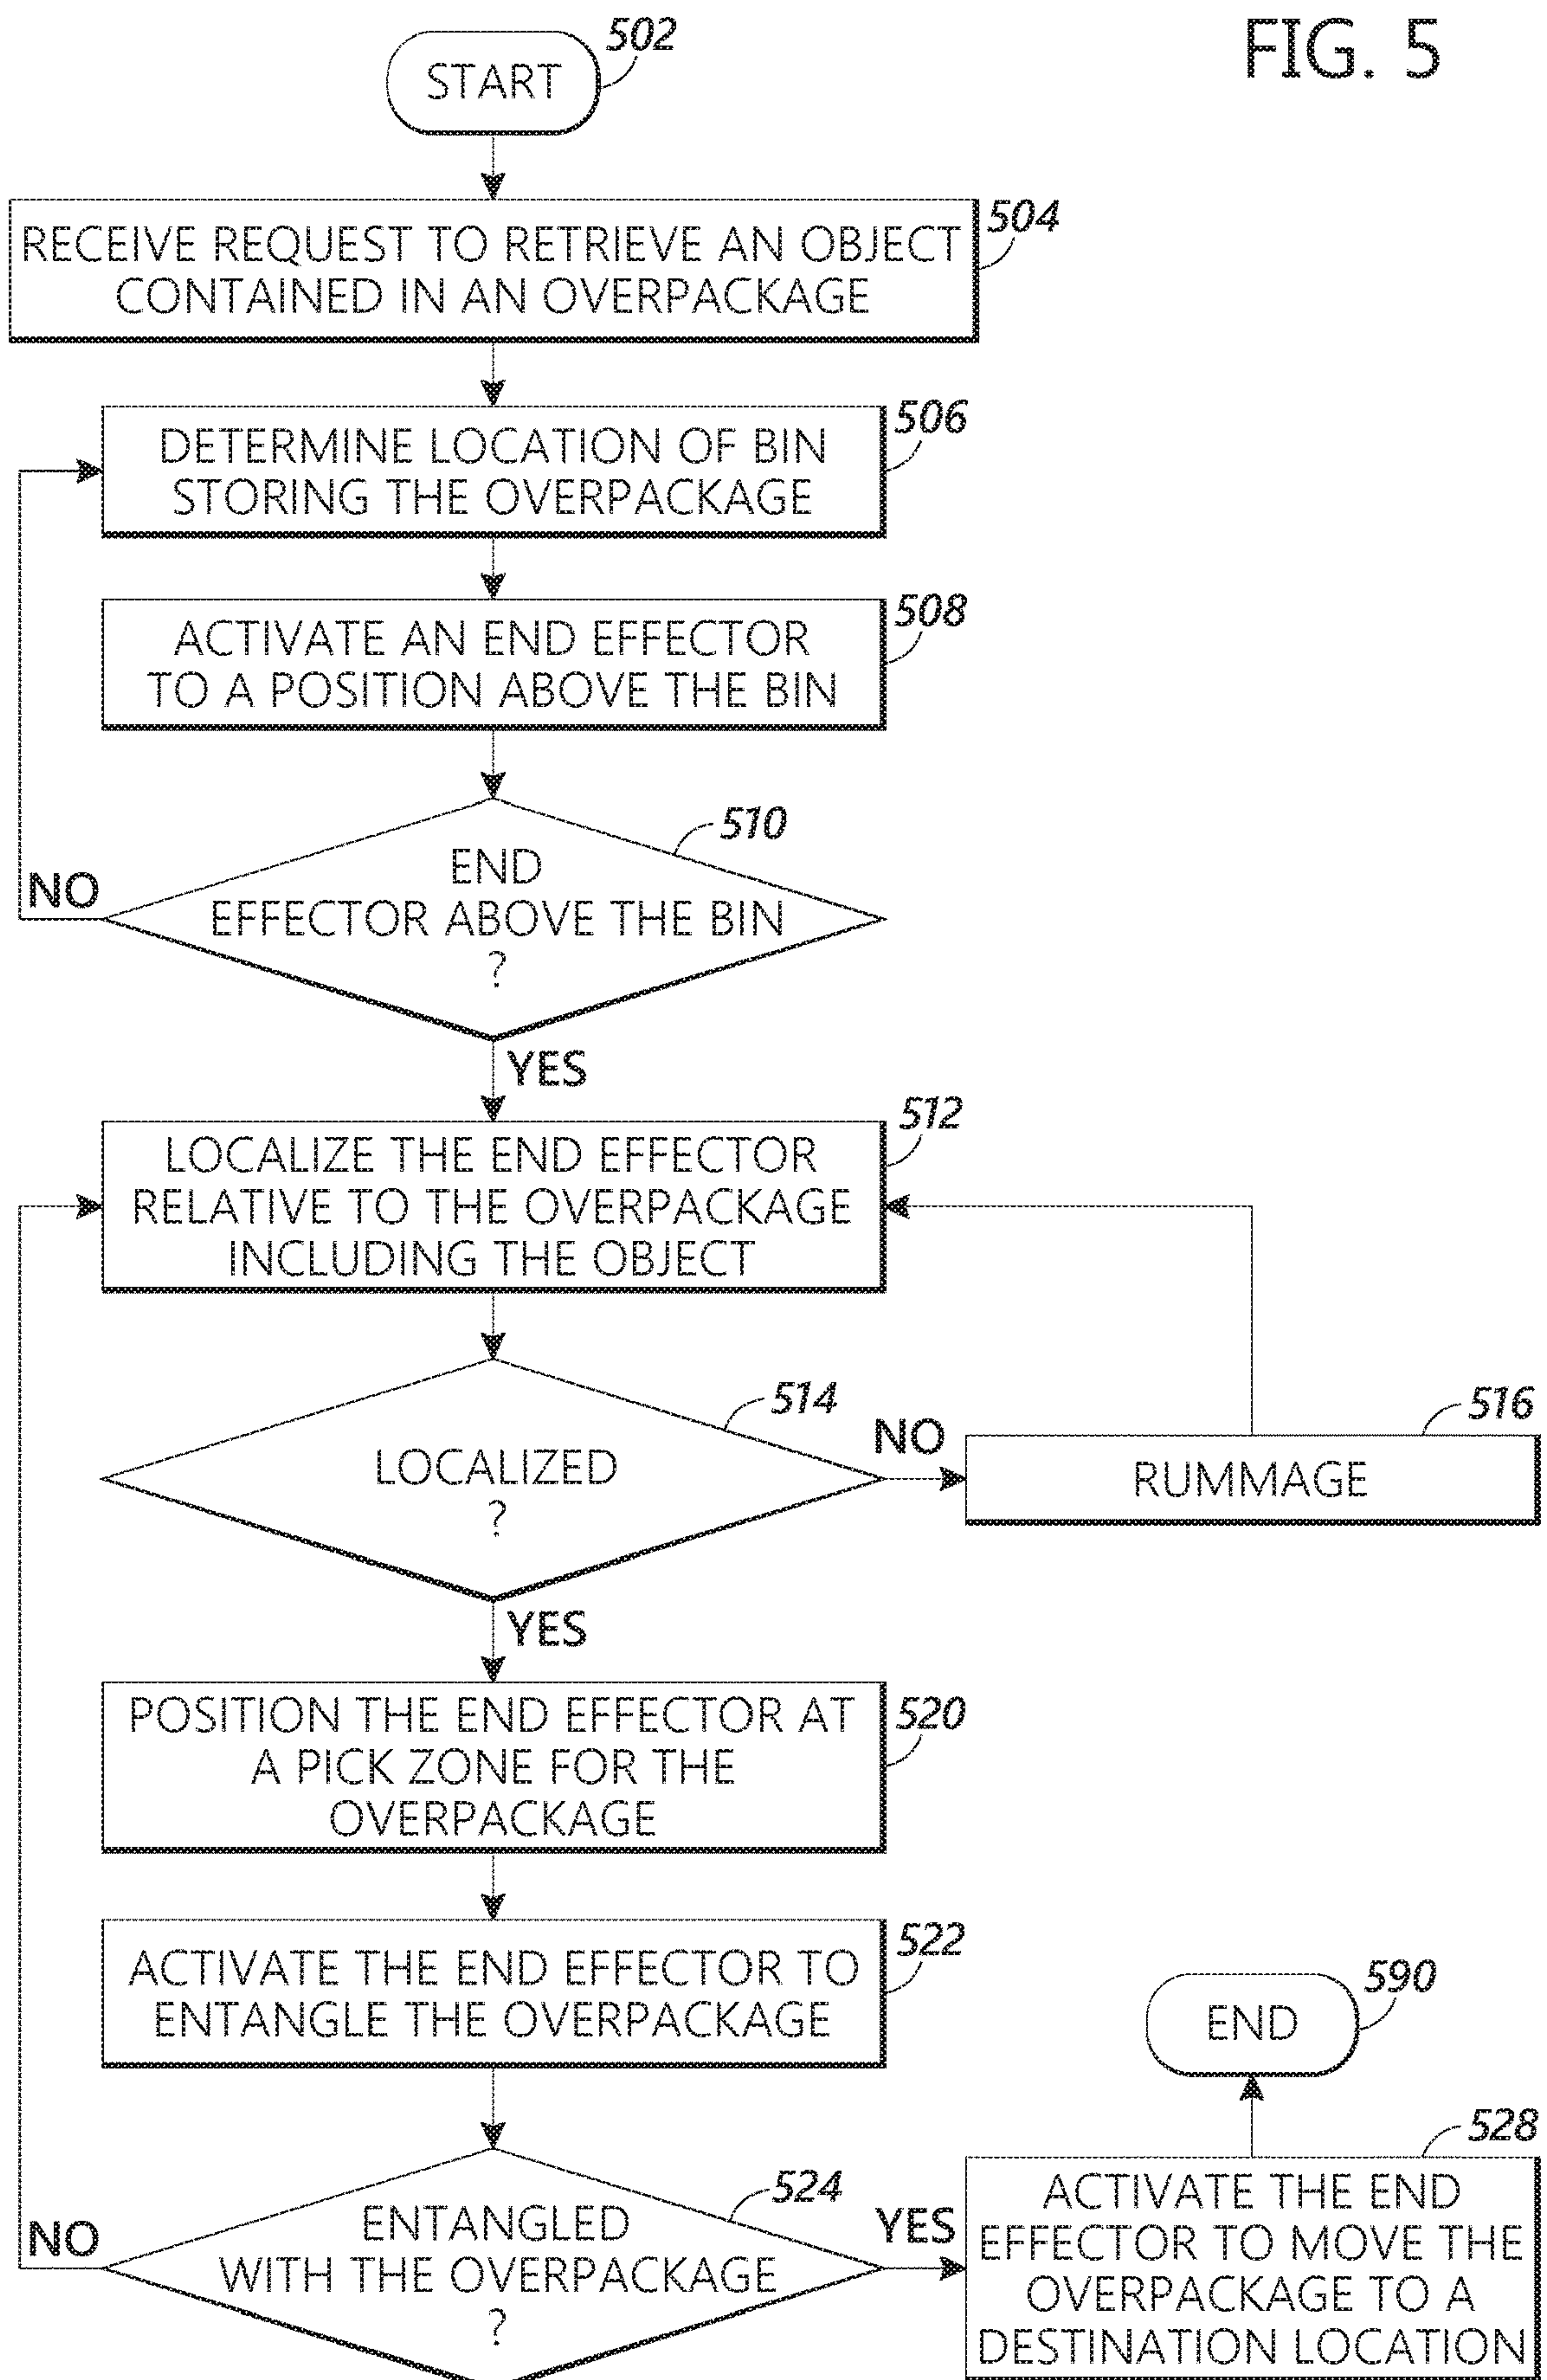 FIG. 5
502
START
504
RECEIVE REQUEST TO RETRIEVE AN OBJECT
CONTAINED IN AN OVERPACKAGE
506
DETERMINE LOCATION OF BIN
STORING THE OVERPACKAGE
508
ACTIVATE AN END EFFECTOR
TO A POSITION ABOVE THE BIN
510
END
EFFECTOR ABOVE THE BIN
?
NO
YES
512
LOCALIZE THE END EFFECTOR
RELATIVE TO THE OVERPACKAGE
INCLUDING THE OBJECT
514
LOCALIZED
?
NO
516
RUMMAGE
YES
520
POSITION THE END EFFECTOR AT
A PICK ZONE FOR THE
OVERPACKAGE
522
ACTIVATE THE END EFFECTOR TO
ENTANGLE THE OVERPACKAGE
524
ENTANGLED
WITH THE OVERPACKAGE
?
NO
YES
528
ACTIVATE THE END
EFFECTOR TO MOVE THE
OVERPACKAGE TO A
DESTINATION LOCATION
590
END